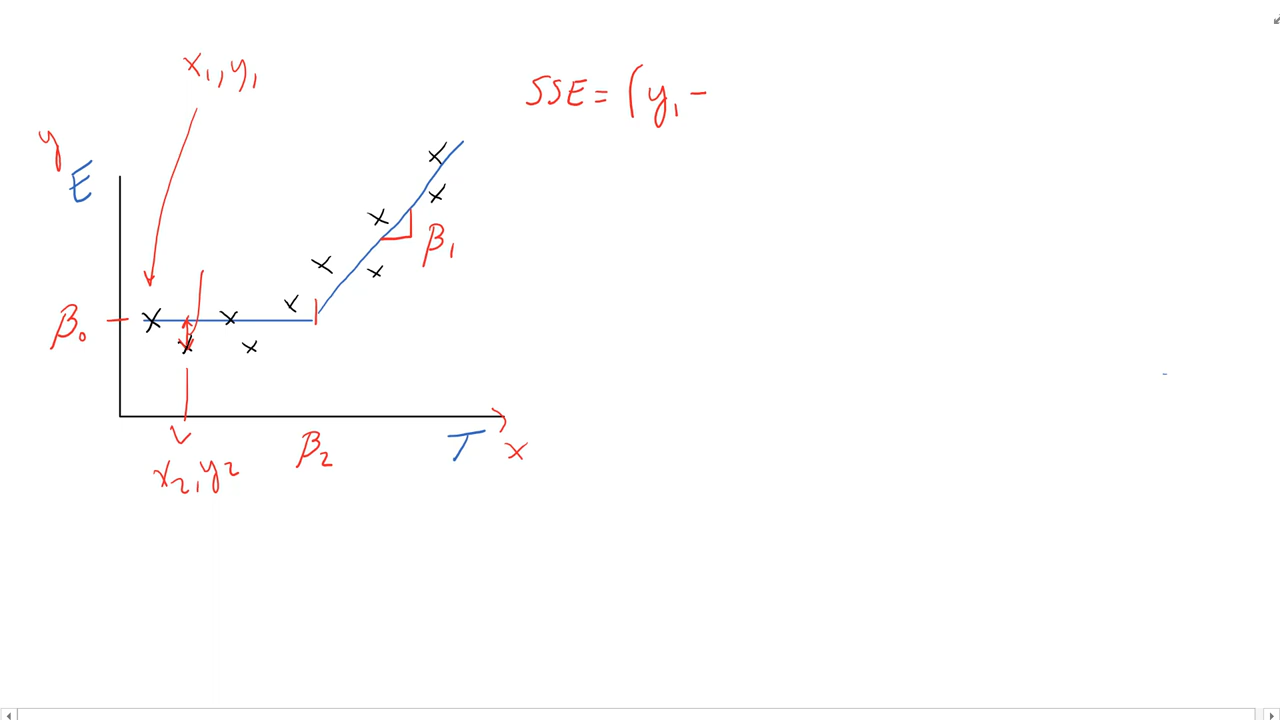 x₁,y₁
SSE = (y₁ −
y
E
β₁
β₀
β₂
T
x
x₂,y₂